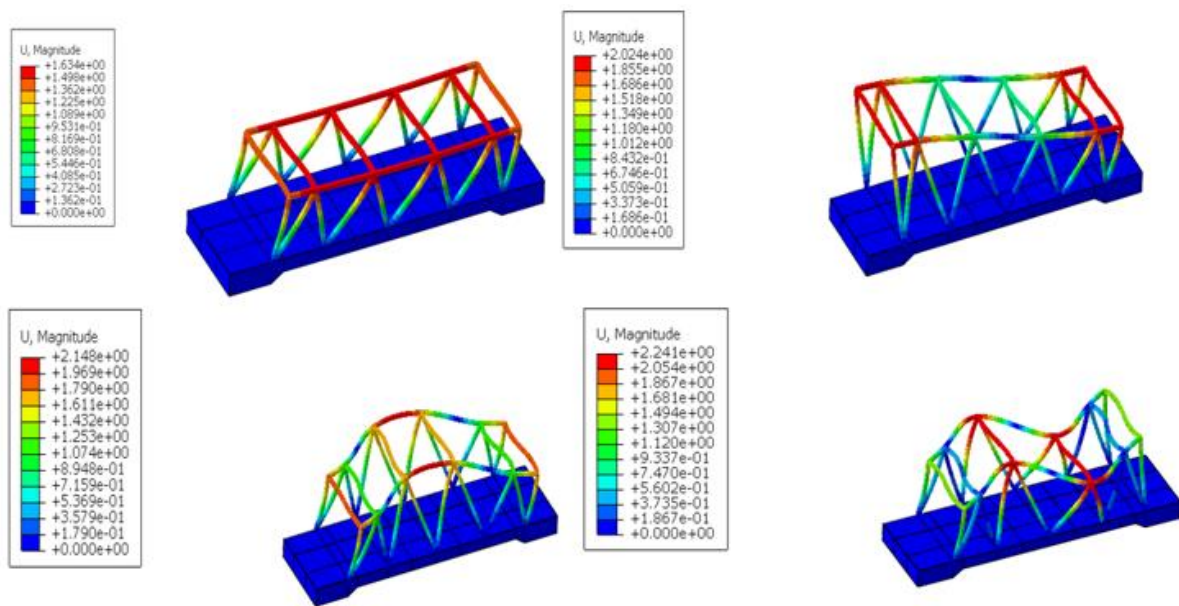 U, Magnitude
+1.634e+00
+1.498e+00
+1.362e+00
+1.225e+00
+1.089e+00
+9.531e-01
+8.169e-01
+6.808e-01
+5.446e-01
+4.085e-01
+2.723e-01
+1.362e-01
+0.000e+00
U, Magnitude
+2.024e+00
+1.855e+00
+1.686e+00
+1.518e+00
+1.349e+00
+1.180e+00
+1.012e+00
+8.432e-01
+6.746e-01
+5.059e-01
+3.373e-01
+1.686e-01
+0.000e+00
U, Magnitude
+2.148e+00
+1.969e+00
+1.790e+00
+1.611e+00
+1.432e+00
+1.253e+00
+1.074e+00
+8.948e-01
+7.159e-01
+5.369e-01
+3.579e-01
+1.790e-01
+0.000e+00
U, Magnitude
+2.241e+00
+2.054e+00
+1.867e+00
+1.681e+00
+1.494e+00
+1.307e+00
+1.120e+00
+9.337e-01
+7.470e-01
+5.602e-01
+3.735e-01
+1.867e-01
+0.000e+00